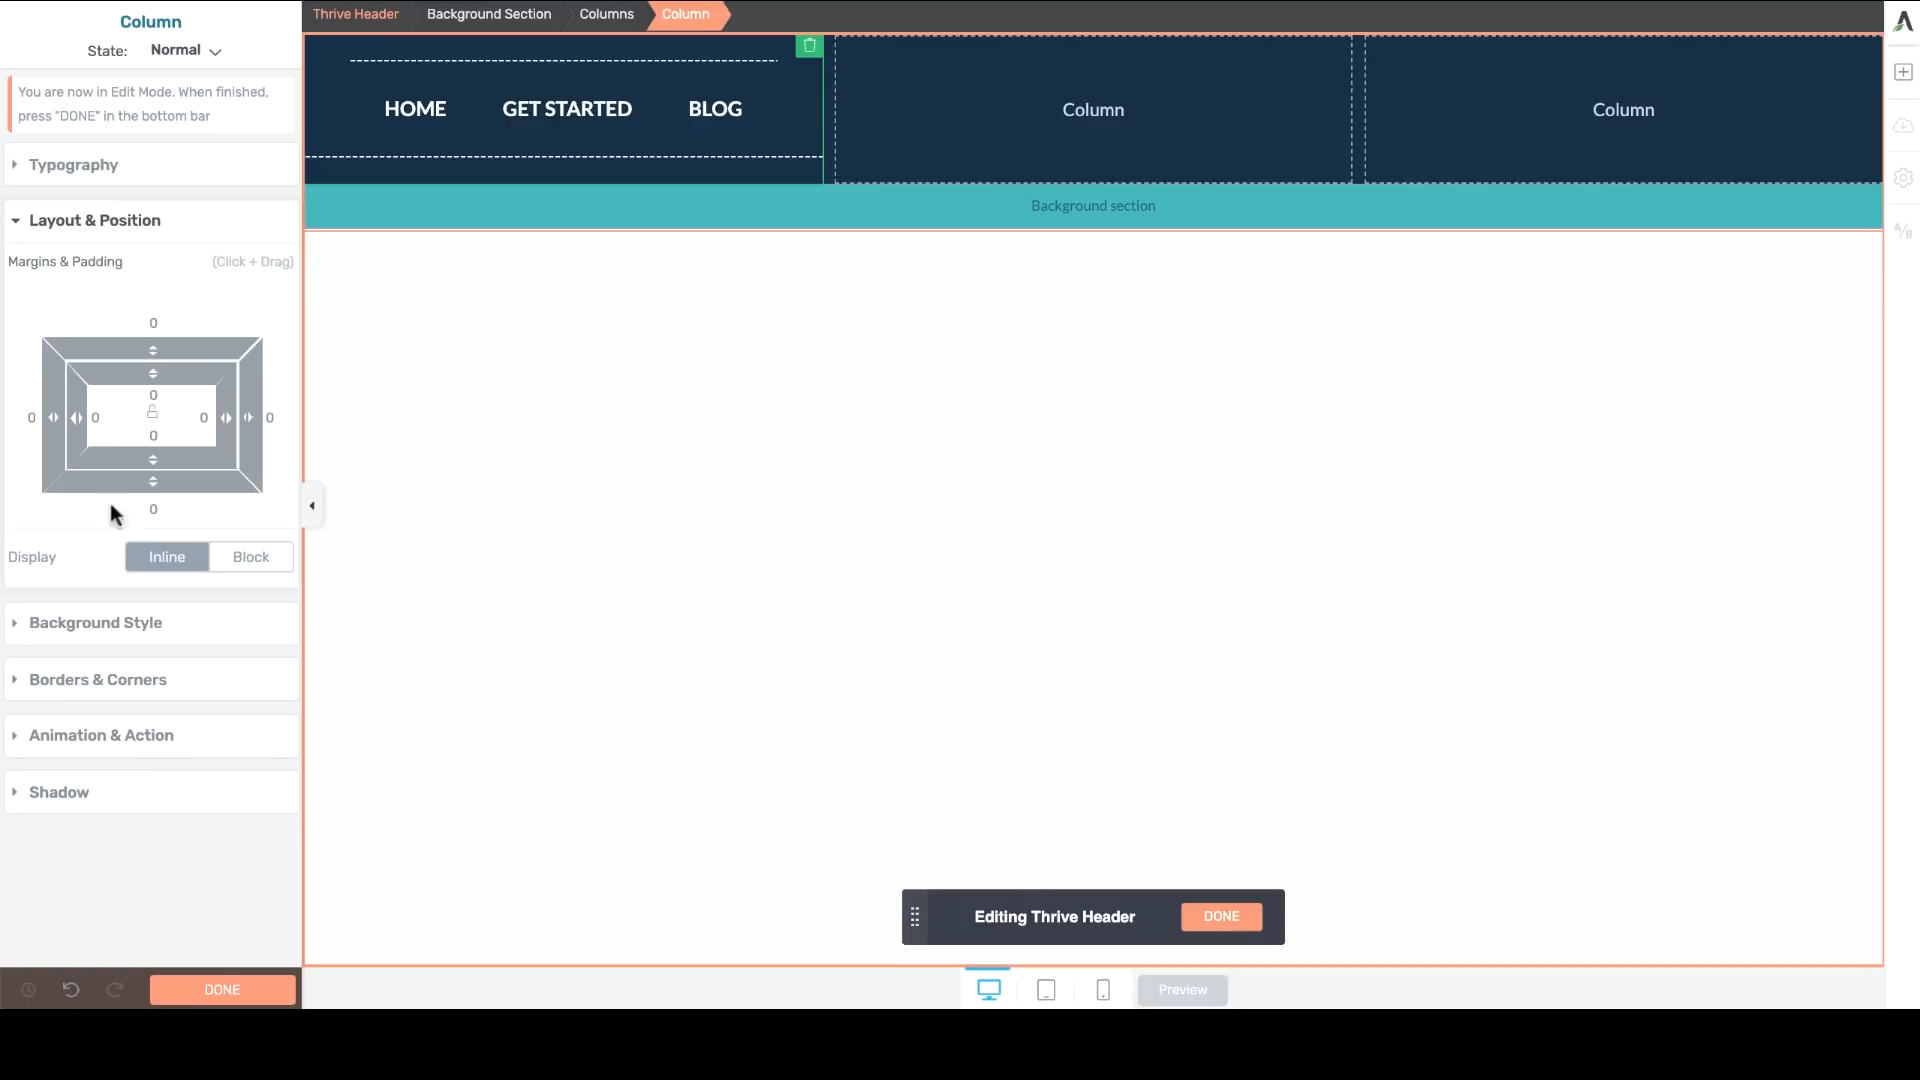 Column
State: Normal
You are now in Edit Mode. When finished,
press "DONE" in the bottom bar
Typography
Layout & Position
Margins & Padding (Click + Drag)
0
0
0 0 0 0
0
0
Display Inline Block
Background Style
Borders & Corners
Animation & Action
Shadow
DONE
Thrive Header Background Section Columns Column
HOME GET STARTED BLOG
Column
Column
Background section
Editing Thrive Header DONE
Preview
A/B